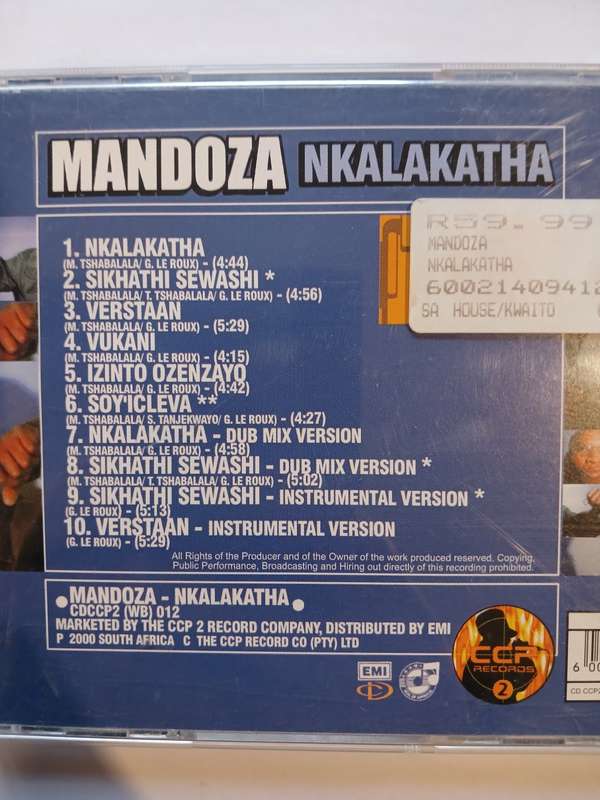 MANDOZA NKALAKATHA
R59.99
MANDOZA
NKALAKATHA
60021409412
SA HOUSE/KWAITO
1. NKALAKATHA
(M. TSHABALALA/ G. LE ROUX) - (4:44)
2. SIKHATHI SEWASHI *
(M. TSHABALALA/ T. TSHABALALA/ G. LE ROUX) - (4:56)
3. VERSTAAN
(M. TSHABALALA/ G. LE ROUX) - (5:29)
4. VUKANI
(M. TSHABALALA/ G. LE ROUX) - (4:15)
5. IZINTO OZENZAYO
(M. TSHABALALA/ G. LE ROUX) - (4:42)
6. SOY'ICLEVA **
(M. TSHABALALA/ S. TANJEKWAYO/ G. LE ROUX) - (4:27)
7. NKALAKATHA - DUB MIX VERSION
(M. TSHABALALA/ G. LE ROUX) - (4:58)
8. SIKHATHI SEWASHI - DUB MIX VERSION *
(M. TSHABALALA/ T. TSHABALALA/ G. LE ROUX) - (5:02)
9. SIKHATHI SEWASHI - INSTRUMENTAL VERSION *
(G. LE ROUX) - (5:13)
10. VERSTAAN - INSTRUMENTAL VERSION
(G. LE ROUX) - (5:29)
All Rights of the Producer and of the Owner of the work produced reserved. Copying,
Public Performance, Broadcasting and Hiring out directly of this recording prohibited.
MANDOZA - NKALAKATHA
CDCCP2 (WB) 012
MARKETED BY THE CCP 2 RECORD COMPANY, DISTRIBUTED BY EMI
P 2000 SOUTH AFRICA C THE CCP RECORD CO (PTY) LTD
EMI
CCP
RECORDS
2
6 00
CD CCP2